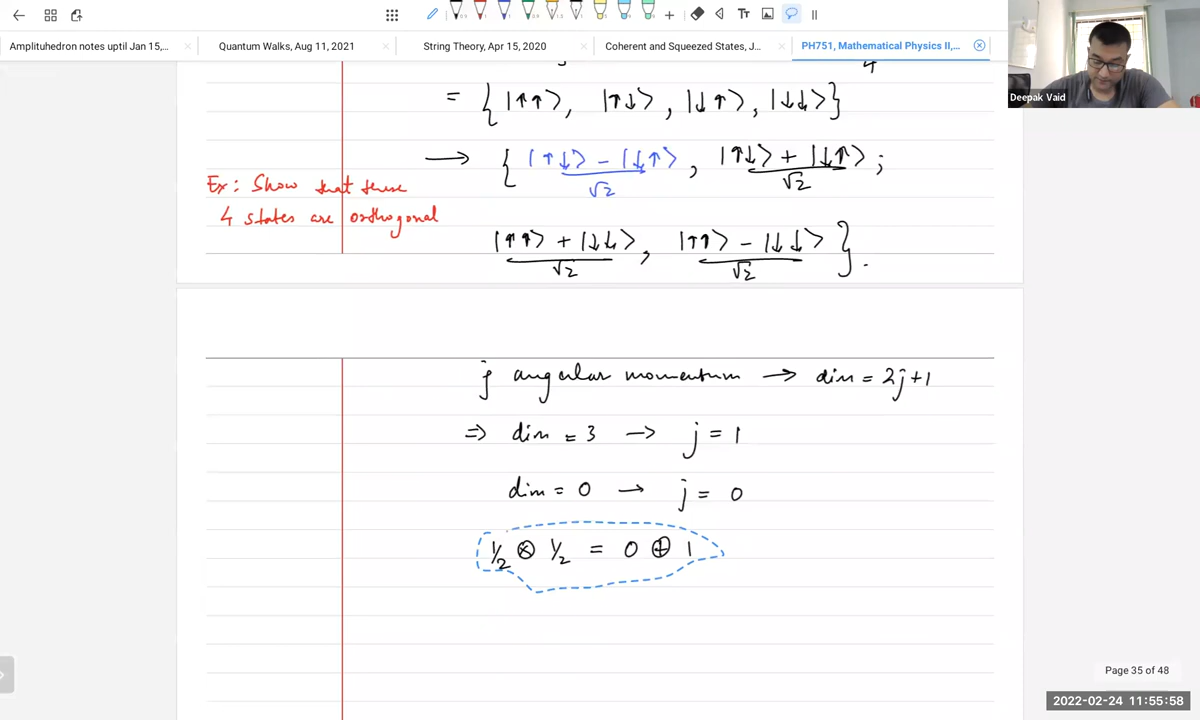 Amplituhedron notes uptil Jan 15,...
Quantum Walks, Aug 11, 2021
String Theory, Apr 15, 2020
Coherent and Squeezed States, J...
PH751, Mathematical Physics II,...
Deepak Vaid
4
= {|↑↑⟩, |↑↓⟩, |↓↑⟩, |↓↓⟩}
→ { (|↑↓⟩ - |↓↑⟩)/√2 , (|↑↓⟩ + |↓↑⟩)/√2 ;
Ex: Show that these
4 states are orthogonal
(|↑↑⟩ + |↓↓⟩)/√2 , (|↑↑⟩ - |↓↓⟩)/√2 }.
j angular momentum → dim = 2j+1
⇒ dim = 3 → j = 1
dim = 0 → j = 0
1/2 ⊗ 1/2 = 0 ⊕ 1
Page 35 of 48
2022-02-24 11:55:58